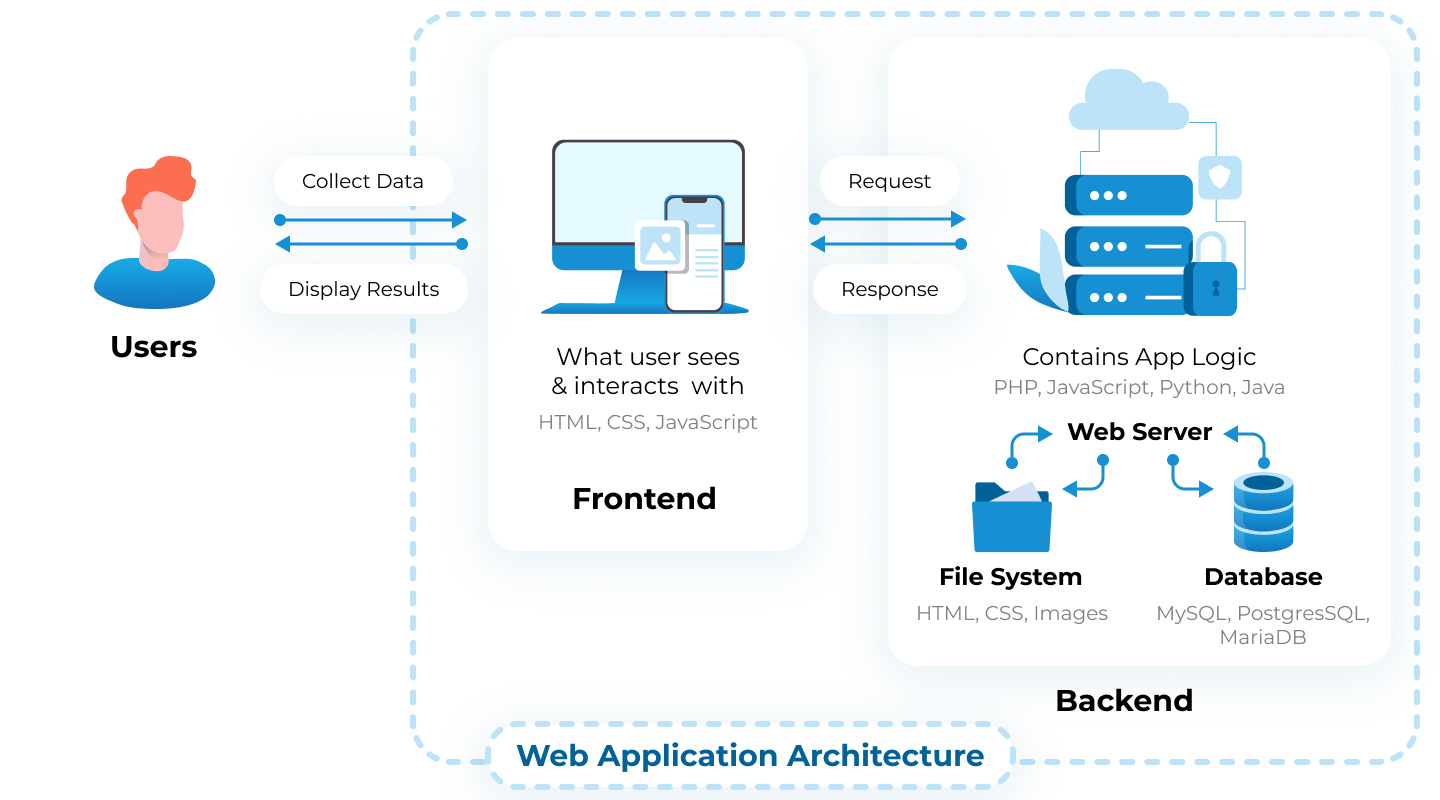 Collect Data
Display Results
Users
What user sees
& interacts with
HTML, CSS, JavaScript
Frontend
Request
Response
Contains App Logic
PHP, JavaScript, Python, Java
Web Server
File System
HTML, CSS, Images
Database
MySQL, PostgresSQL,
MariaDB
Backend
Web Application Architecture